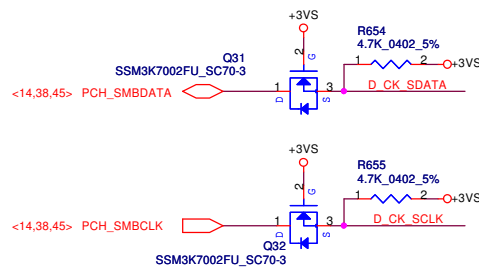 +3VS
R654
4.7K_0402_5%
Q31
SSM3K7002FU_SC70-3
2
G
1
2
+3VS
<14,38,45> PCH_SMBDATA
1
D
3
S
D_CK_SDATA
+3VS
R655
4.7K_0402_5%
2
G
1
2
+3VS
<14,38,45> PCH_SMBCLK
1
D
3
S
D_CK_SCLK
Q32
SSM3K7002FU_SC70-3